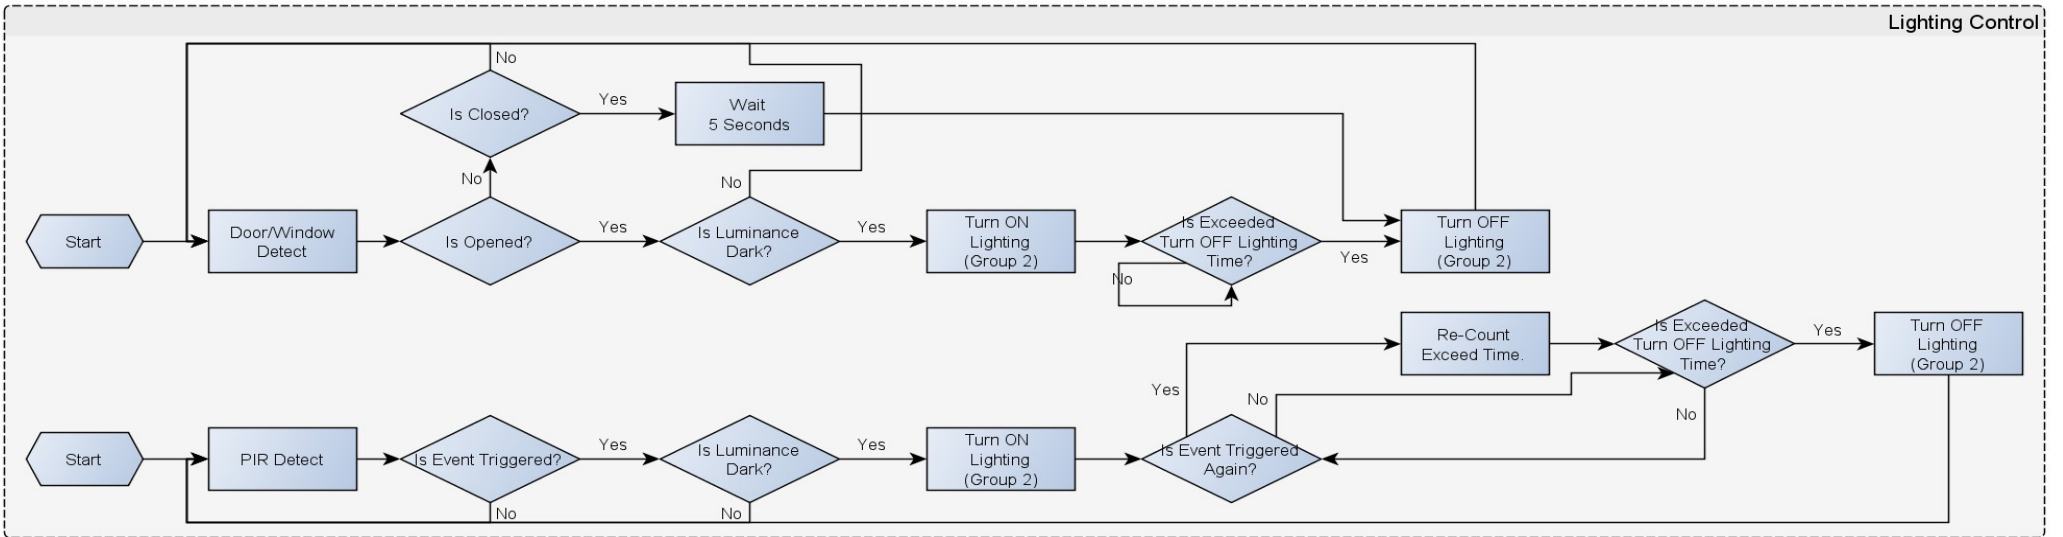 Lighting Control
No
Is Closed?
Yes
Wait
5 Seconds
No
No
Start
Door/Window
Detect
Is Opened?
Yes
Is Luminance
Dark?
Yes
Turn ON
Lighting
(Group 2)
Is Exceeded
Turn OFF Lighting
Time?
No
Yes
Turn OFF
Lighting
(Group 2)
Yes
Re-Count
Exceed Time.
Is Exceeded
Turn OFF Lighting
Time?
Yes
Turn OFF
Lighting
(Group 2)
No
No
Start
PIR Detect
Is Event Triggered?
Yes
Is Luminance
Dark?
Yes
Turn ON
Lighting
(Group 2)
Is Event Triggered
Again?
No
No